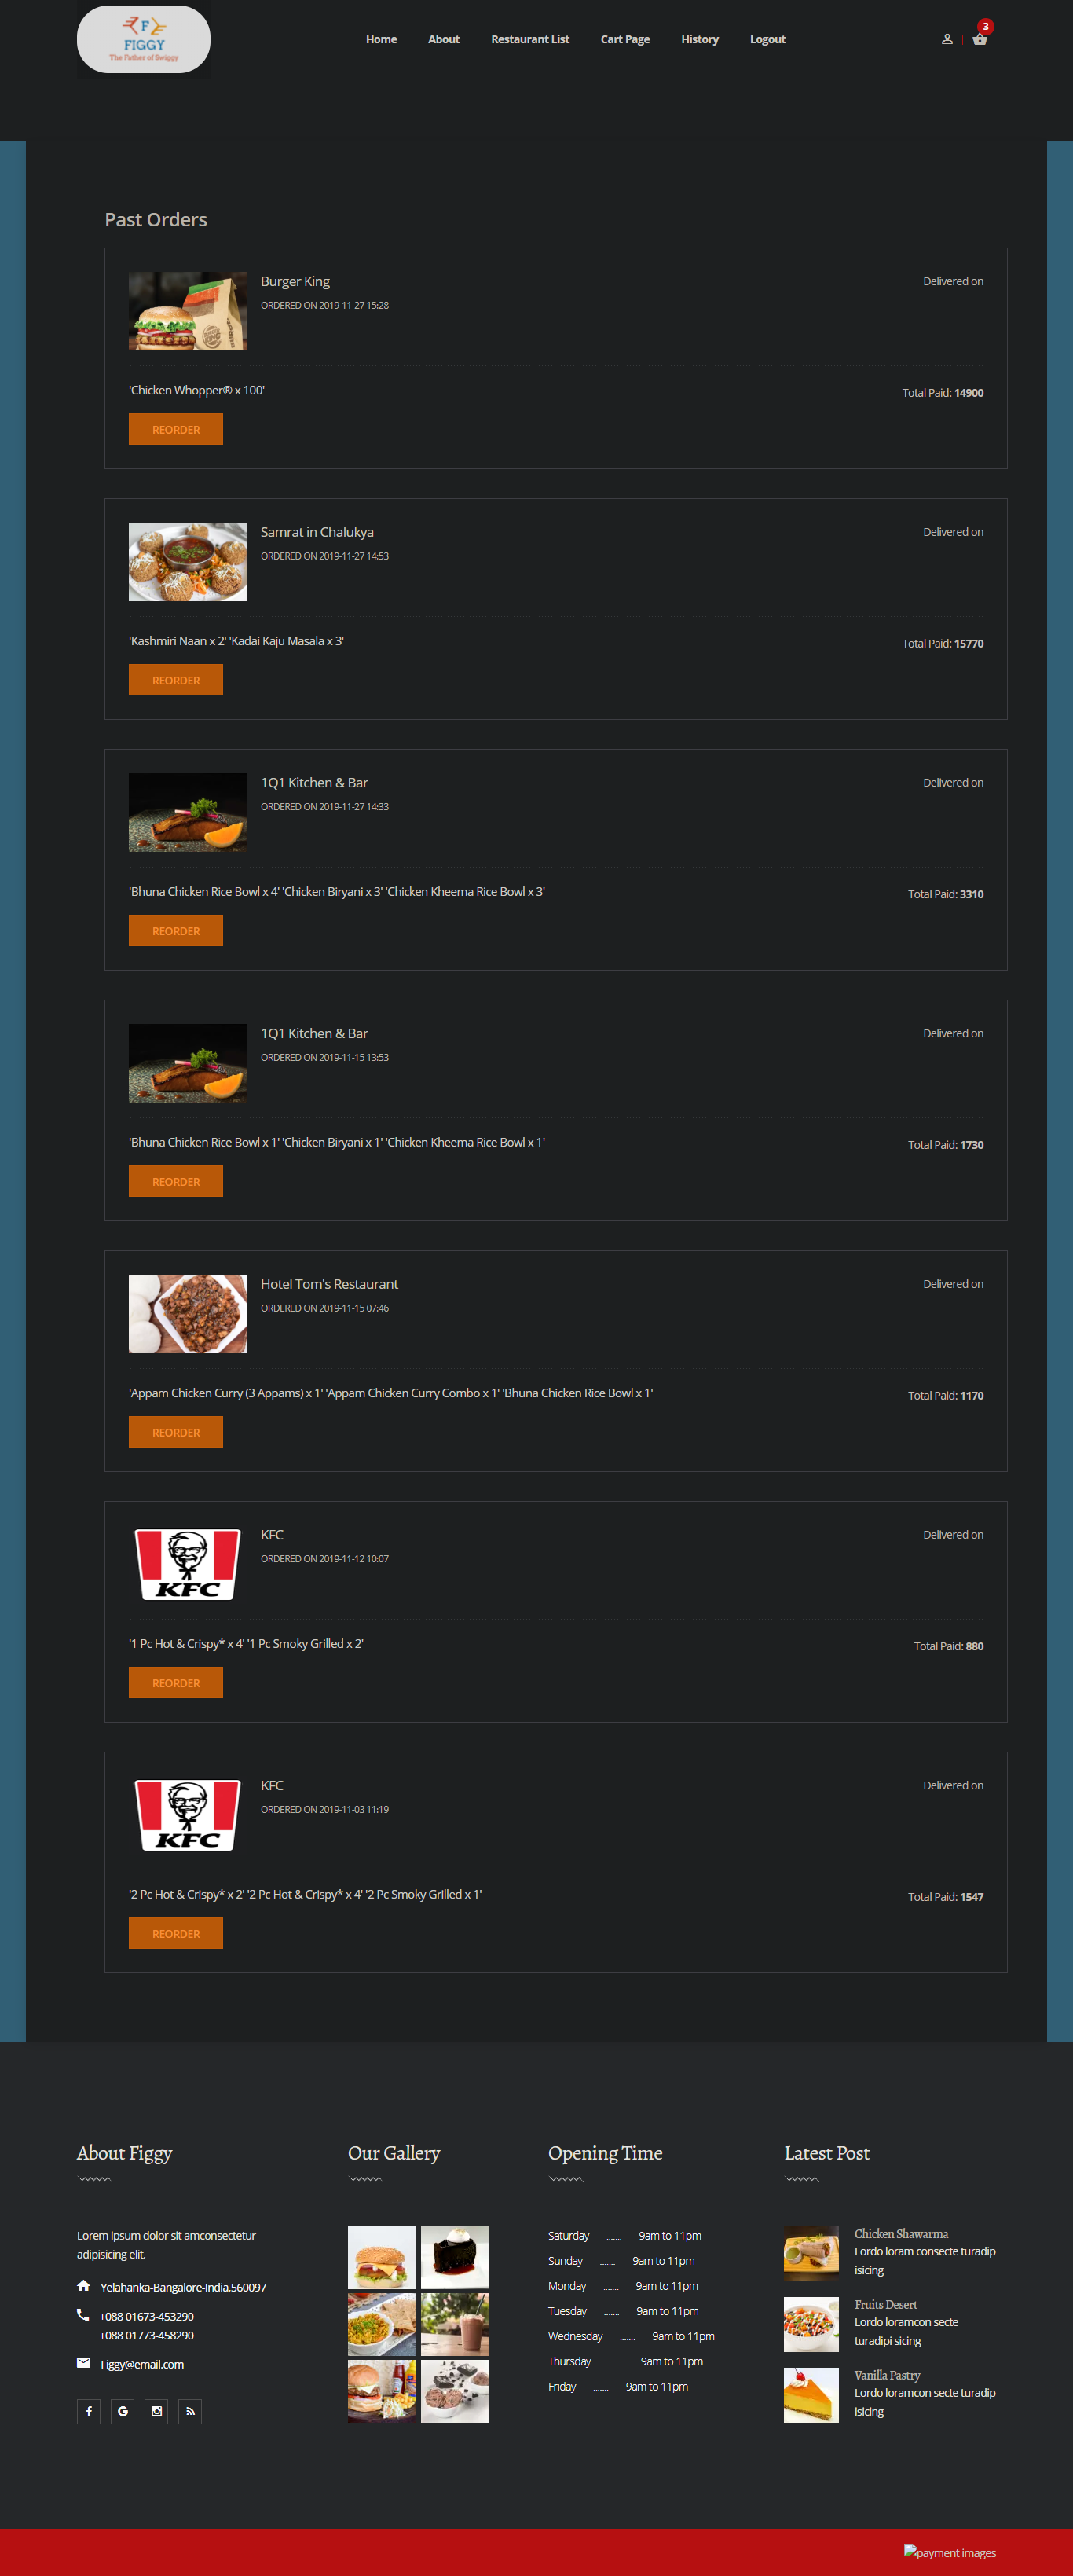 F
FIGGY
The Father of Swiggy
Home
About
Restaurant List
Cart Page
History
Logout
3
Past Orders
Burger King
Delivered on
ORDERED ON 2019-11-27 15:28
'Chicken Whopper® x 100'
Total Paid: 14900
REORDER
Samrat in Chalukya
Delivered on
ORDERED ON 2019-11-27 14:53
'Kashmiri Naan x 2' 'Kadai Kaju Masala x 3'
Total Paid: 15770
REORDER
1Q1 Kitchen & Bar
Delivered on
ORDERED ON 2019-11-27 14:33
'Bhuna Chicken Rice Bowl x 4' 'Chicken Biryani x 3' 'Chicken Kheema Rice Bowl x 3'
Total Paid: 3310
REORDER
1Q1 Kitchen & Bar
Delivered on
ORDERED ON 2019-11-15 13:53
'Bhuna Chicken Rice Bowl x 1' 'Chicken Biryani x 1' 'Chicken Kheema Rice Bowl x 1'
Total Paid: 1730
REORDER
Hotel Tom's Restaurant
Delivered on
ORDERED ON 2019-11-15 07:46
'Appam Chicken Curry (3 Appams) x 1' 'Appam Chicken Curry Combo x 1' 'Bhuna Chicken Rice Bowl x 1'
Total Paid: 1170
REORDER
KFC
KFC
Delivered on
ORDERED ON 2019-11-12 10:07
'1 Pc Hot & Crispy* x 4' '1 Pc Smoky Grilled x 2'
Total Paid: 880
REORDER
KFC
KFC
Delivered on
ORDERED ON 2019-11-03 11:19
'2 Pc Hot & Crispy* x 2' '2 Pc Hot & Crispy* x 4' '2 Pc Smoky Grilled x 1'
Total Paid: 1547
REORDER
About Figgy
Lorem ipsum dolor sit amconsectetur
adipisicing elit,
Yelahanka-Bangalore-India,560097
+088 01673-453290
+088 01773-458290
Figgy@email.com
Our Gallery
Opening Time
Saturday ....... 9am to 11pm
Sunday ....... 9am to 11pm
Monday ....... 9am to 11pm
Tuesday ....... 9am to 11pm
Wednesday ....... 9am to 11pm
Thursday ....... 9am to 11pm
Friday ....... 9am to 11pm
Latest Post
Chicken Shawarma
Lordo loram consecte turadip
isicing
Fruits Desert
Lordo loramcon secte
turadipi sicing
Vanilla Pastry
Lordo loramcon secte turadip
isicing
payment images